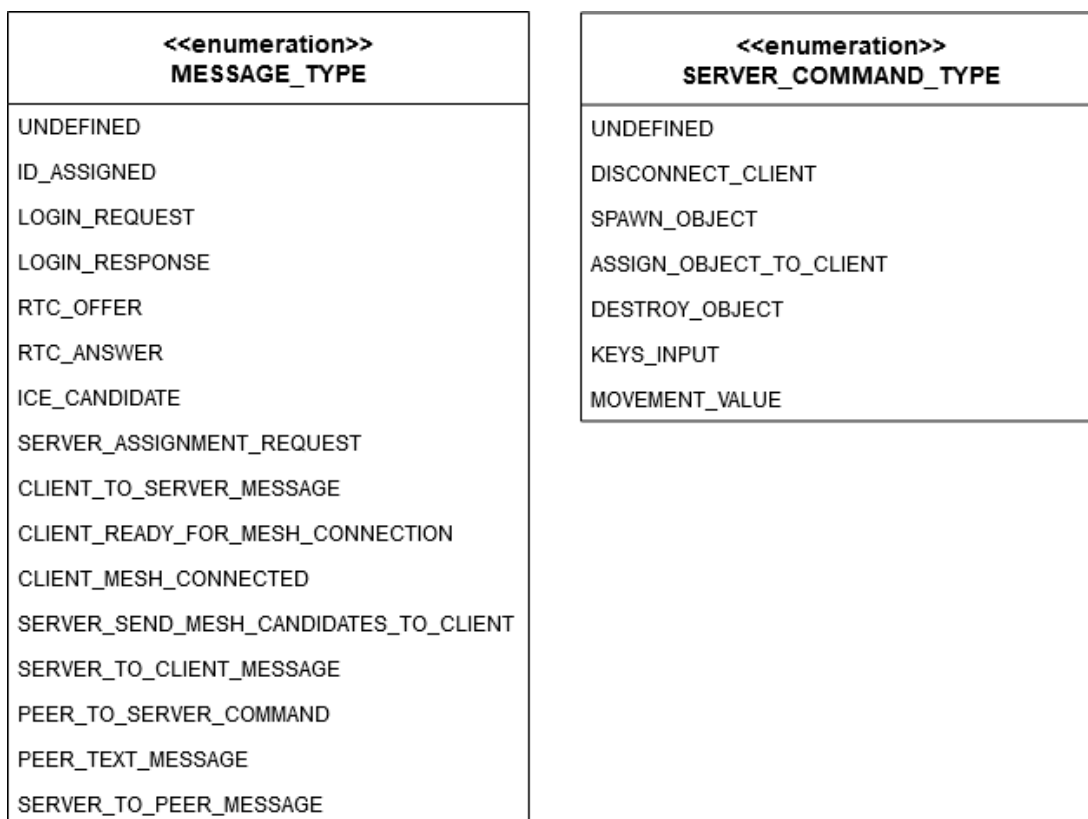 <<enumeration>>
MESSAGE_TYPE
UNDEFINED
ID_ASSIGNED
LOGIN_REQUEST
LOGIN_RESPONSE
RTC_OFFER
RTC_ANSWER
ICE_CANDIDATE
SERVER_ASSIGNMENT_REQUEST
CLIENT_TO_SERVER_MESSAGE
CLIENT_READY_FOR_MESH_CONNECTION
CLIENT_MESH_CONNECTED
SERVER_SEND_MESH_CANDIDATES_TO_CLIENT
SERVER_TO_CLIENT_MESSAGE
PEER_TO_SERVER_COMMAND
PEER_TEXT_MESSAGE
SERVER_TO_PEER_MESSAGE
<<enumeration>>
SERVER_COMMAND_TYPE
UNDEFINED
DISCONNECT_CLIENT
SPAWN_OBJECT
ASSIGN_OBJECT_TO_CLIENT
DESTROY_OBJECT
KEYS_INPUT
MOVEMENT_VALUE